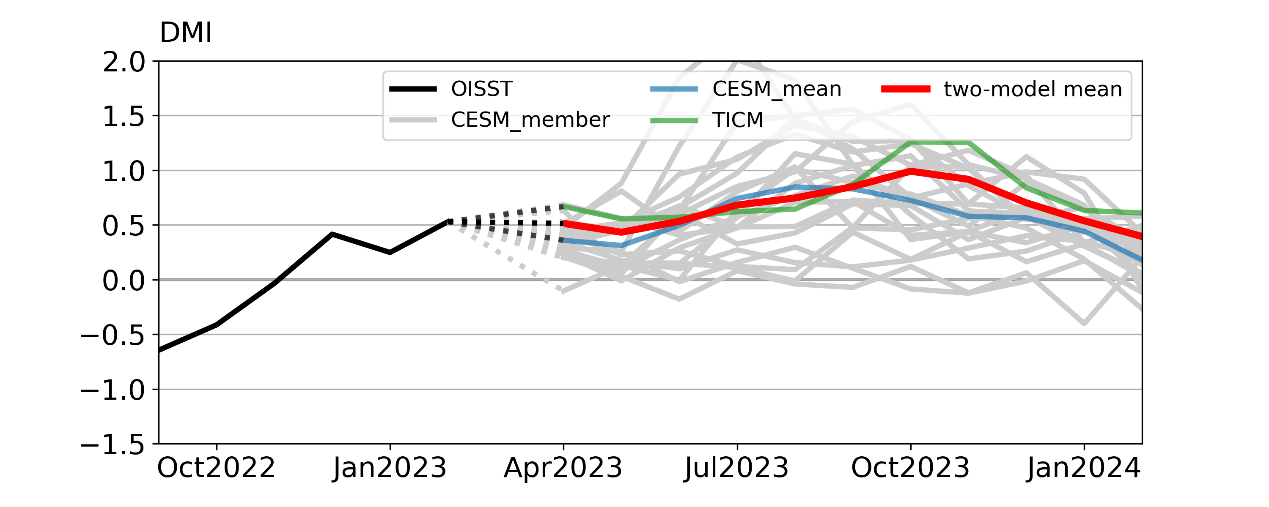 DMI
2.0
1.5
1.0
0.5
0.0
−0.5
−1.0
−1.5
OISST
CESM_member
CESM_mean
TICM
two-model mean
Oct2022 Jan2023 Apr2023 Jul2023 Oct2023 Jan2024